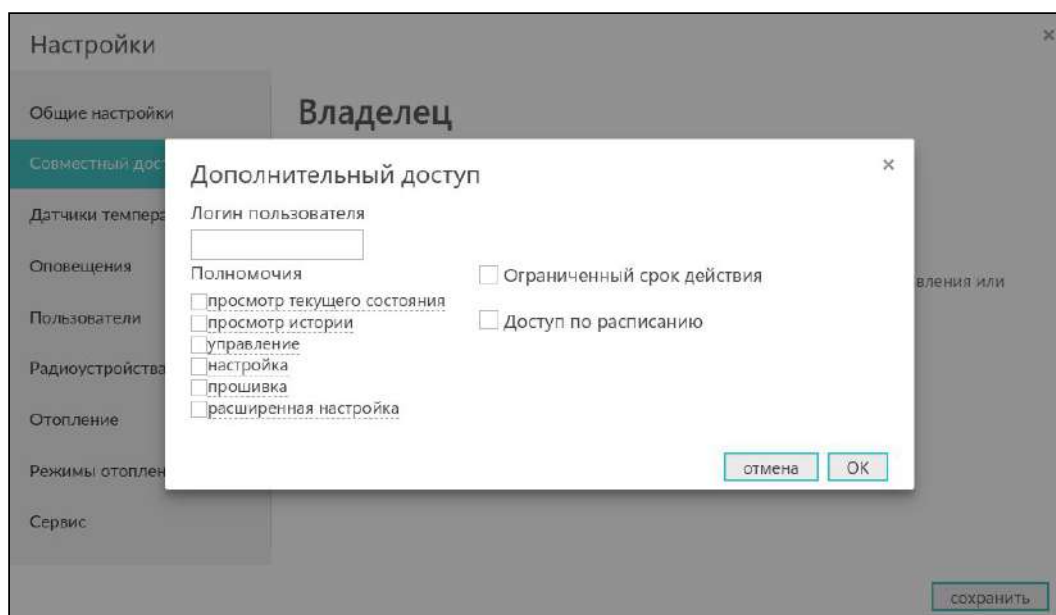 Настройки
×
Общие настройки
Владелец
Совместный дос
Дополнительный доступ
×
Датчики темпера
Логин пользователя
Оповещения
Полномочия
Ограниченный срок действия
вления или
просмотр текущего состояния
Пользователи
просмотр истории
Доступ по расписанию
управление
Радиоустройства
настройка
прошивка
расширенная настройка
Отопление
Режимы отоплен
отмена
OK
Сервис
сохранить